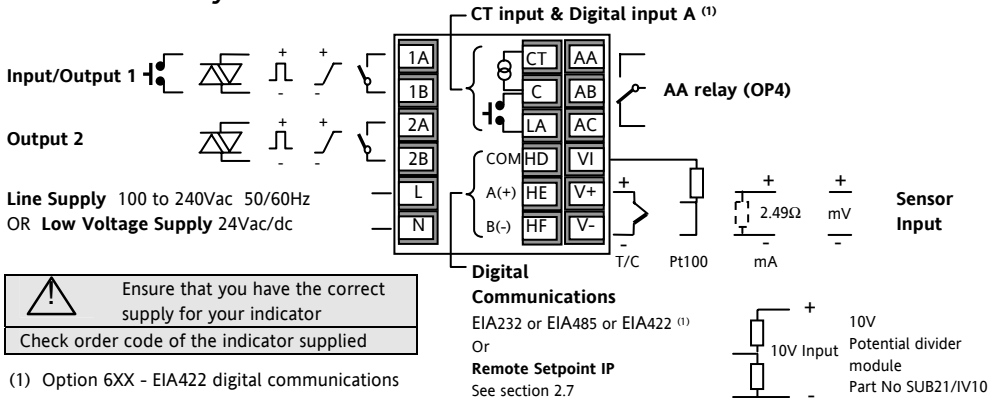 CT input & Digital input A (1)
Input/Output 1
+ +
- -
1A
1B
Output 2
+ +
- -
2A
2B
Line Supply 100 to 240Vac 50/60Hz
OR Low Voltage Supply 24Vac/dc
L
N
CT
C
LA
COM HD
A(+) HE
B(-) HF
AA
AB
AC
VI
V+
V-
AA relay (OP4)
+
-
T/C
Pt100
+
2.49Ω
-
mA
+
mV
-
Sensor
Input
Ensure that you have the correct
supply for your indicator
Check order code of the indicator supplied
(1) Option 6XX - EIA422 digital communications
Digital
Communications
EIA232 or EIA485 or EIA422 (1)
Or
Remote Setpoint IP
See section 2.7
+
10V Input
-
10V
Potential divider
module
Part No SUB21/IV10